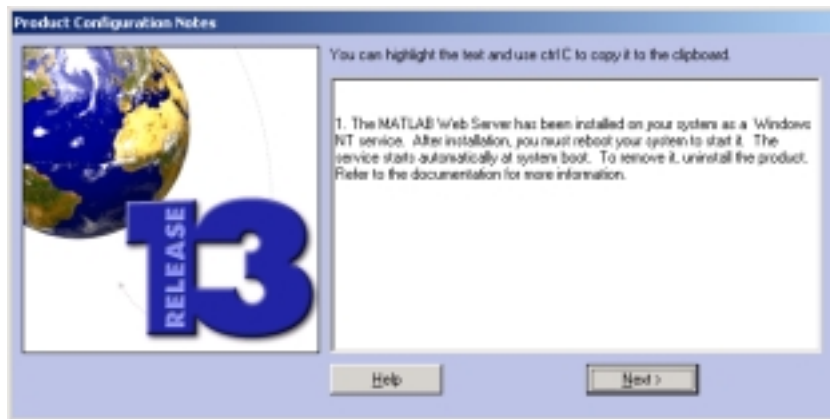 Product Configuration Notes
You can highlight the text and use ctrlC to copy it to the clipboard.
1. The MATLAB Web Server has been installed on your system as a Windows
NT service. After installation, you must reboot your system to start it. The
service starts automatically at system boot. To remove it, uninstall the product.
Refer to the documentation for more information.
RELEASE
13
Help
Next >